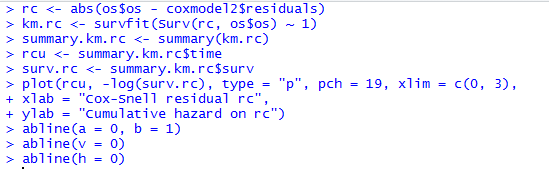 > rc <- abs(os$os - coxmodel2$residuals)
> km.rc <- survfit(Surv(rc, os$os) ~ 1)
> summary.km.rc <- summary(km.rc)
> rcu <- summary.km.rc$time
> surv.rc <- summary.km.rc$surv
> plot(rcu, -log(surv.rc), type = "p", pch = 19, xlim = c(0, 3),
+ xlab = "Cox-Snell residual rc",
+ ylab = "Cumulative hazard on rc")
> abline(a = 0, b = 1)
> abline(v = 0)
> abline(h = 0)